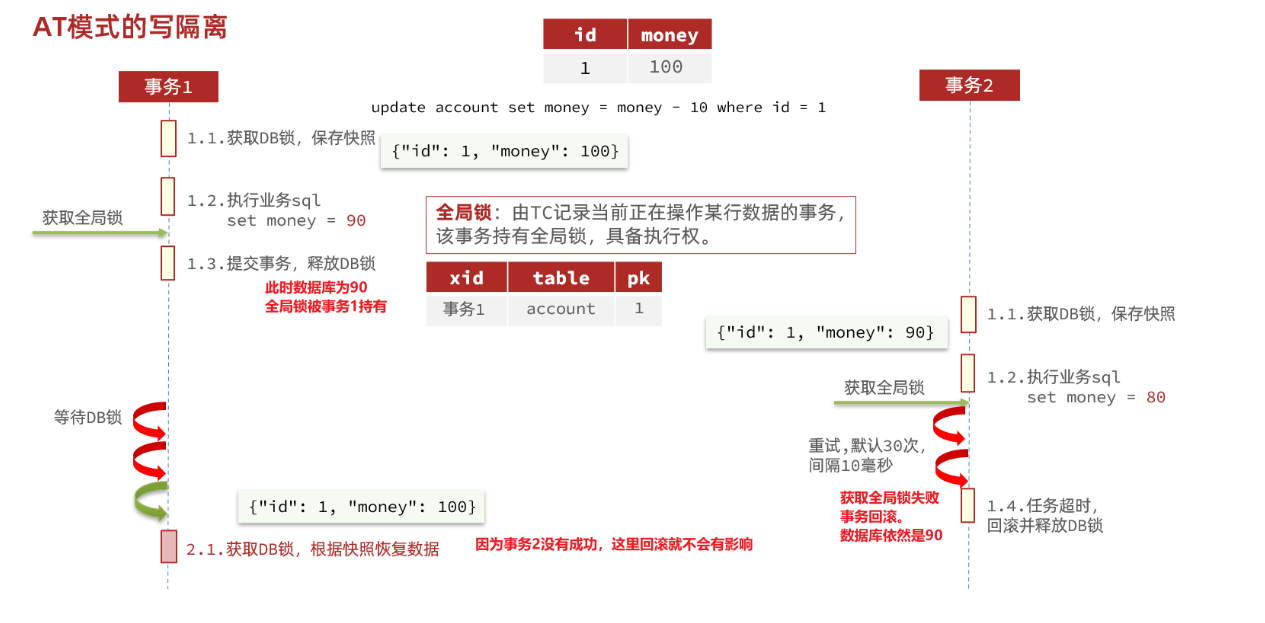 AT模式的写隔离
id money
1 100
事务1
事务2
update account set money = money - 10 where id = 1
1.1.获取DB锁，保存快照
{"id": 1, "money": 100}
1.2.执行业务sql
set money = 90
获取全局锁
全局锁：由TC记录当前正在操作某行数据的事务，
该事务持有全局锁，具备执行权。
1.3.提交事务，释放DB锁
此时数据库为90
全局锁被事务1持有
xid table pk
事务1 account 1
1.1.获取DB锁，保存快照
{"id": 1, "money": 90}
1.2.执行业务sql
set money = 80
获取全局锁
等待DB锁
重试,默认30次，
间隔10毫秒
获取全局锁失败
事务回滚。
数据库依然是90
1.4.任务超时，
回滚并释放DB锁
{"id": 1, "money": 100}
2.1.获取DB锁，根据快照恢复数据
因为事务2没有成功，这里回滚就不会有影响